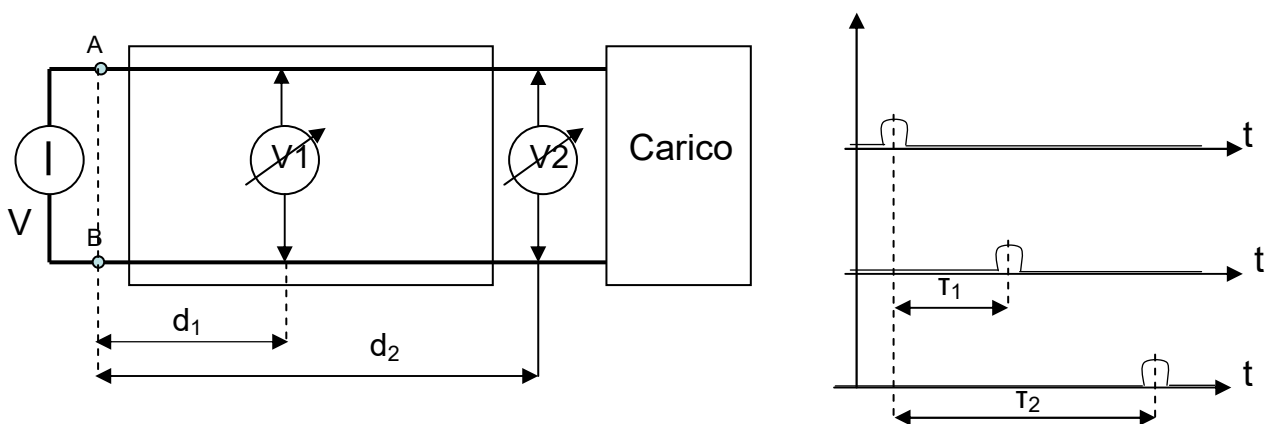 A
I
V
B
V1
V2
Carico
d₁
d₂
t
t
τ₁
t
τ₂